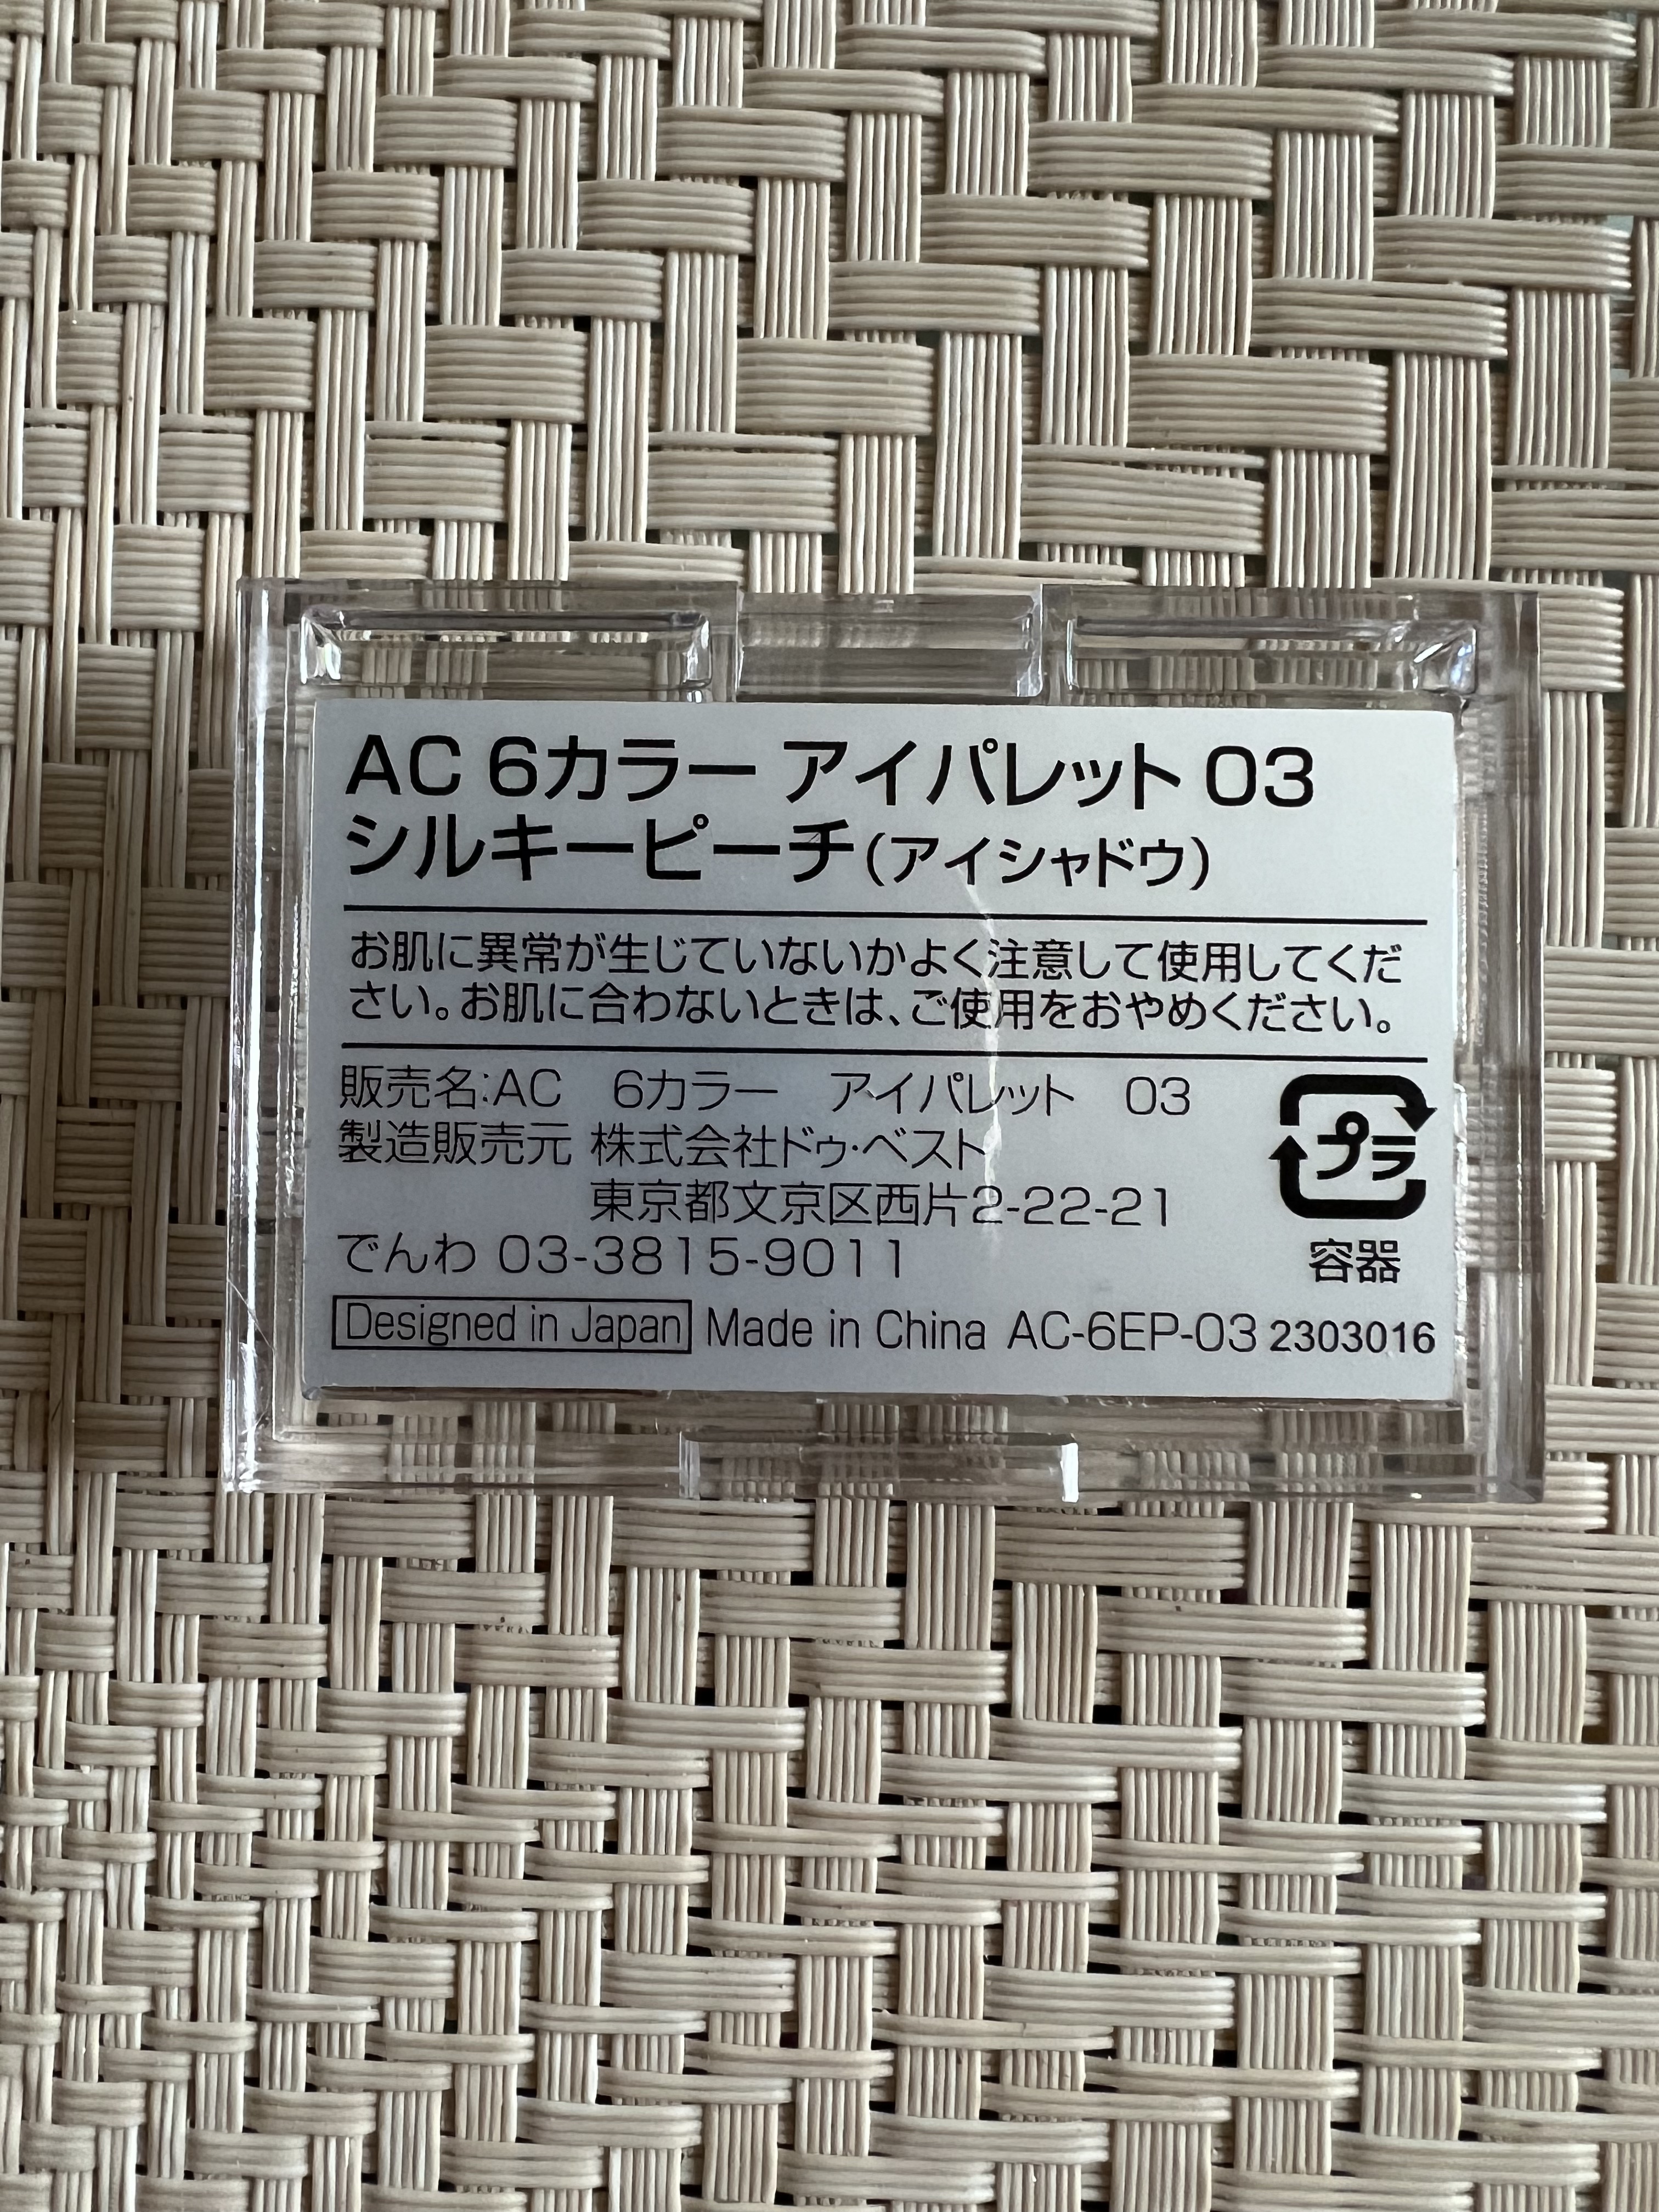 AC 6カラー アイパレット 03
シルキーピーチ(アイシャドウ)
お肌に異常が生じていないかよく注意して使用してくだ
さい。お肌に合わないときは、ご使用をおやめください。
販売名:AC　6カラー　アイパレット　03
製造販売元 株式会社ドゥ・ベスト
東京都文京区西片2-22-21
でんわ 03-3815-9011
プラ
容器
Designed in Japan Made in China AC-6EP-03 2303016